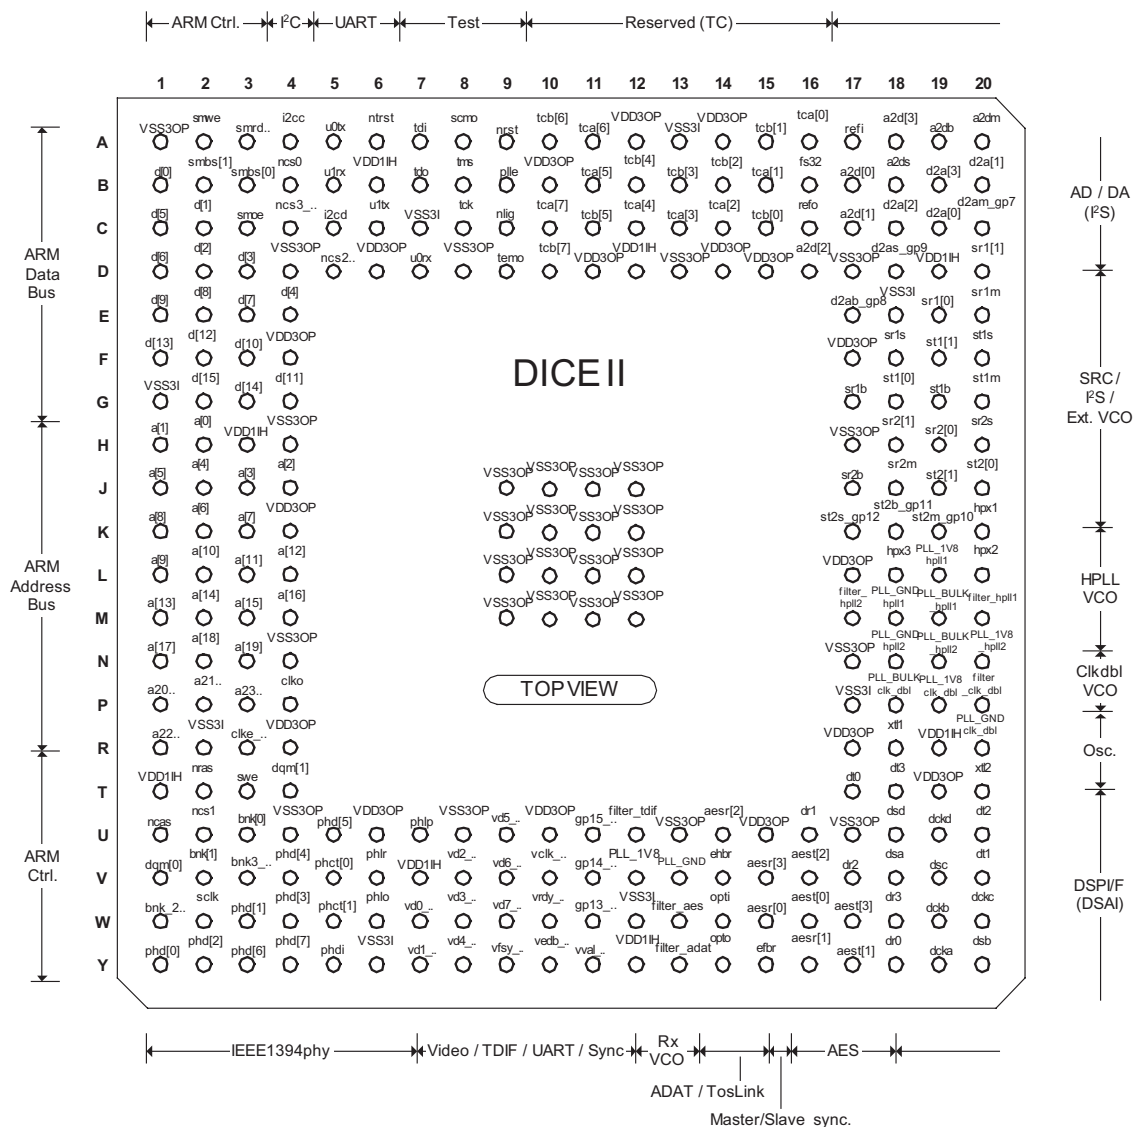 ARM Ctrl. I²C UART Test Reserved (TC)
1 2 3 4 5 6 7 8 9 10 11 12 13 14 15 16 17 18 19 20
A VSS3OP smwe smrd.. i2cc u0tx ntrst tdi scmo nrst tcb[6] tca[6] VDD3OP VSS3I VDD3OP tcb[1] tca[0] refi a2d[3] a2db a2dm
B d[0] smbs[1] smbs[0] ncs0 u1rx VDD1IH tdo tms plle VDD3OP tca[5] tcb[4] tcb[3] tcb[2] tca[1] fs32 a2d[0] a2ds d2a[3] d2a[1]
C d[5] d[1] smoe ncs3_.. i2cd u1tx VSS3I tck nlig tca[7] tcb[5] tca[4] tca[3] tca[2] tcb[0] refo a2d[1] d2a[2] d2a[0] d2am_gp7
D d[6] d[2] d[3] VSS3OP ncs2.. VDD3OP u0rx VSS3OP temo tcb[7] VDD3OP VDD1IH VSS3OP VDD3OP VSS3OP a2d[2] VSS3OP d2as_gp9 VDD1IH sr1[1]
E d[9] d[8] d[7] d[4] d2ab_gp8 VSS3I sr1[0] sr1m
F d[13] d[12] d[10] VDD3OP VDD3OP sr1s st1[1] st1s
DICE II
G VSS3I d[15] d[14] d[11] sr1b st1[0] st1b st1m
H a[1] a[0] VDD1IH VSS3OP VSS3OP sr2[1] sr2[0] sr2s
J a[5] a[4] a[3] a[2] VSS3OP VSS3OP VSS3OP VSS3OP sr2b sr2m st2[1] st2[0]
K a[8] a[6] a[7] VDD3OP VSS3OP VSS3OP VSS3OP VSS3OP st2s_gp12 st2b_gp11 st2m_gp10 hpx1
L a[9] a[10] a[11] a[12] VSS3OP VSS3OP VSS3OP VSS3OP VDD3OP hpx3 PLL_1V8 hpll1 hpx2
M a[13] a[14] a[15] a[16] VSS3OP VSS3OP VSS3OP VSS3OP filter_ hpll2 PLL_GND hpll1 PLL_BULK _hpll1 filter_hpll1
N a[17] a[18] a[19] VSS3OP VSS3OP PLL_GND hpll2 PLL_BULK _hpll2 PLL_1V8 _hpll2
TOP VIEW
P a20.. a21.. a23.. clko VSS3I PLL_BULK clk_dbl PLL_1V8 clk_dbl filter _clk_dbl
R a22.. VSS3I clke_.. VDD3OP VDD3OP xtl1 VDD1IH PLL_GND clk_dbl
T VDD1IH nras swe dqm[1] dt0 dt3 VDD3OP xtl2
U ncas ncs1 bnk[0] VSS3OP phd[5] VDD3OP phlp VSS3OP vd5_.. VDD3OP gp15_.. filter_tdif VSS3OP aesr[2] VDD3OP dr1 VSS3OP dsd dckd dt2
V dqm[0] bnk[1] bnk3_.. phd[4] phct[0] phlr VDD1IH vd2_.. vd6_.. vclk_.. gp14_.. PLL_1V8 PLL_GND ehbr aesr[3] aest[2] dr2 dsa dsc dt1
W bnk_2.. sclk phd[1] phd[3] phct[1] phlo vd0_.. vd3_.. vd7_.. vrdy_.. gp13_.. VSS3I filter_aes opti aesr[0] aest[0] aest[3] dr3 dckb dckc
Y phd[0] phd[2] phd[6] phd[7] phdi VSS3I vd1_.. vd4_.. vfsy_.. vedb_.. vval_.. VDD1IH filter_adat opto efbr aesr[1] aest[1] dr0 dcka dsb
ARM
Data
Bus
ARM
Address
Bus
ARM
Ctrl.
AD / DA
(I²S)
SRC /
I²S /
Ext. VCO
HPLL
VCO
Clkdbl
VCO
Osc.
DSPI/F
(DSAI)
IEEE1394phy Video / TDIF / UART / Sync Rx VCO AES
ADAT / TosLink
Master/Slave sync.